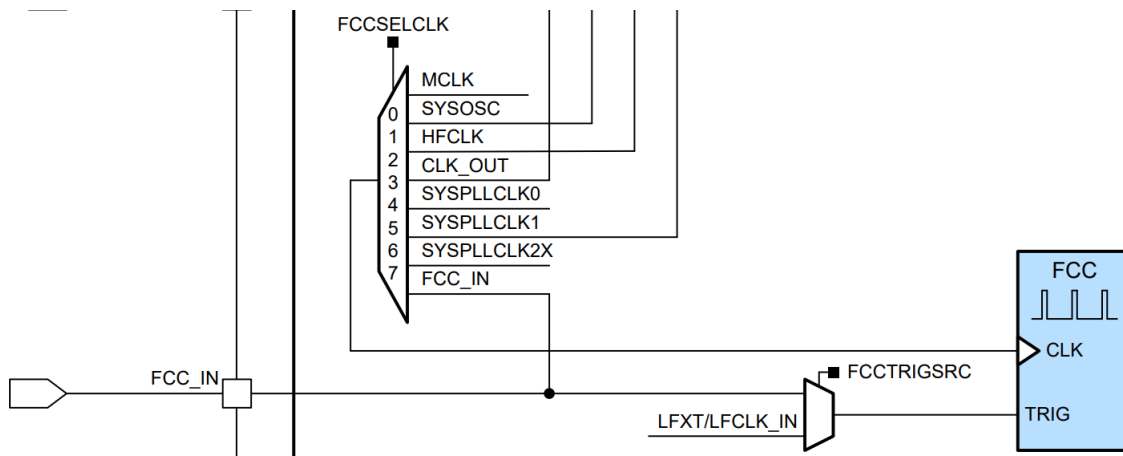 FCCSELCLK
MCLK
0
SYSOSC
1
HFCLK
2
CLK_OUT
3
SYSPLLCLK0
4
SYSPLLCLK1
5
SYSPLLCLK2X
6
FCC_IN
7
FCC
CLK
FCC_IN
FCCTRIGSRC
LFXT/LFCLK_IN
TRIG